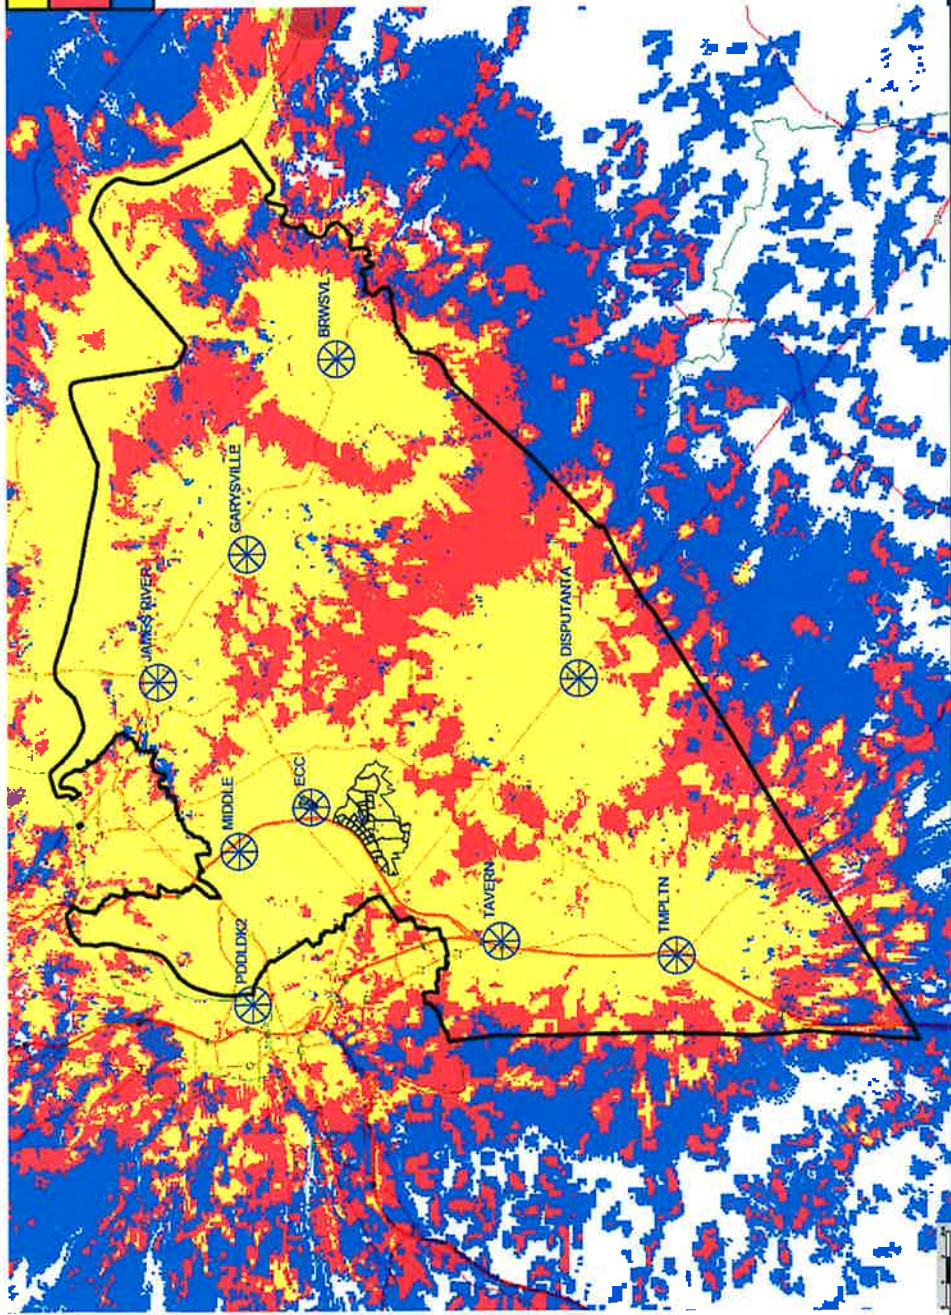 BRWSVL
GARYSVILLE
JAMES RIVER
DISPUTANTA
ECC
MIDDLE
TAVERN
TMPLTN
PDDLDK2